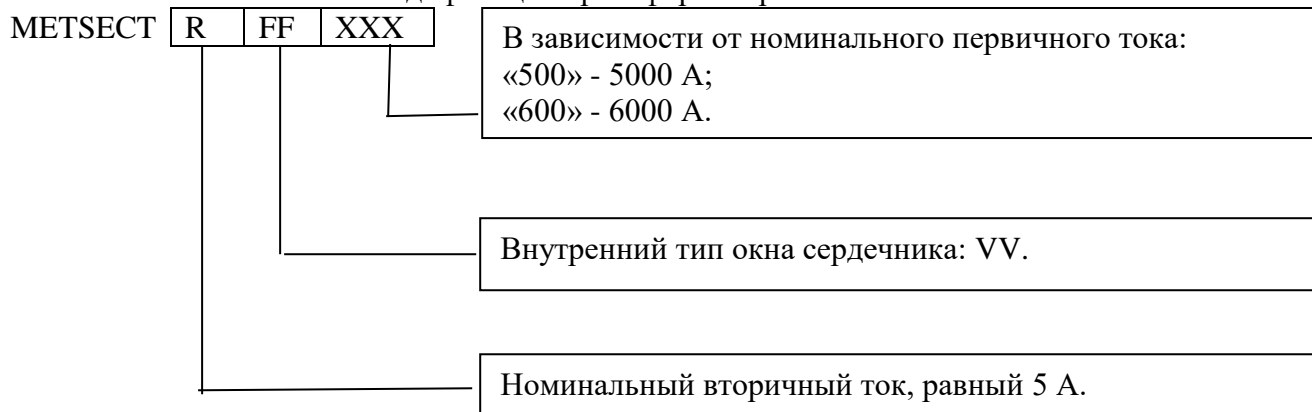 METSECT R FF XXX
В зависимости от номинального первичного тока:
«500» - 5000 А;
«600» - 6000 А.
Внутренний тип окна сердечника: VV.
Номинальный вторичный ток, равный 5 А.